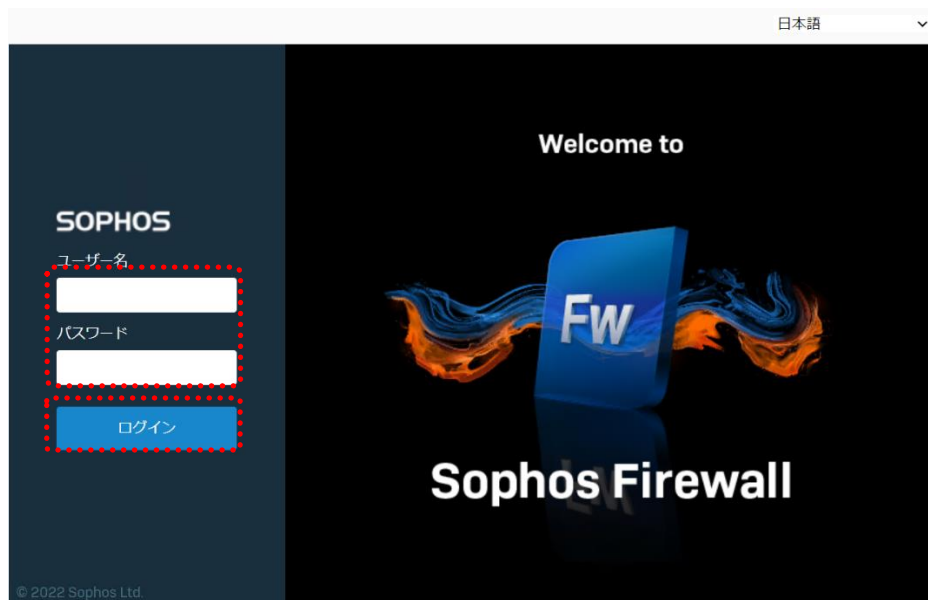 日本語
Welcome to
SOPHOS
ユーザー名
パスワード
ログイン
Fw
Sophos Firewall
© 2022 Sophos Ltd.